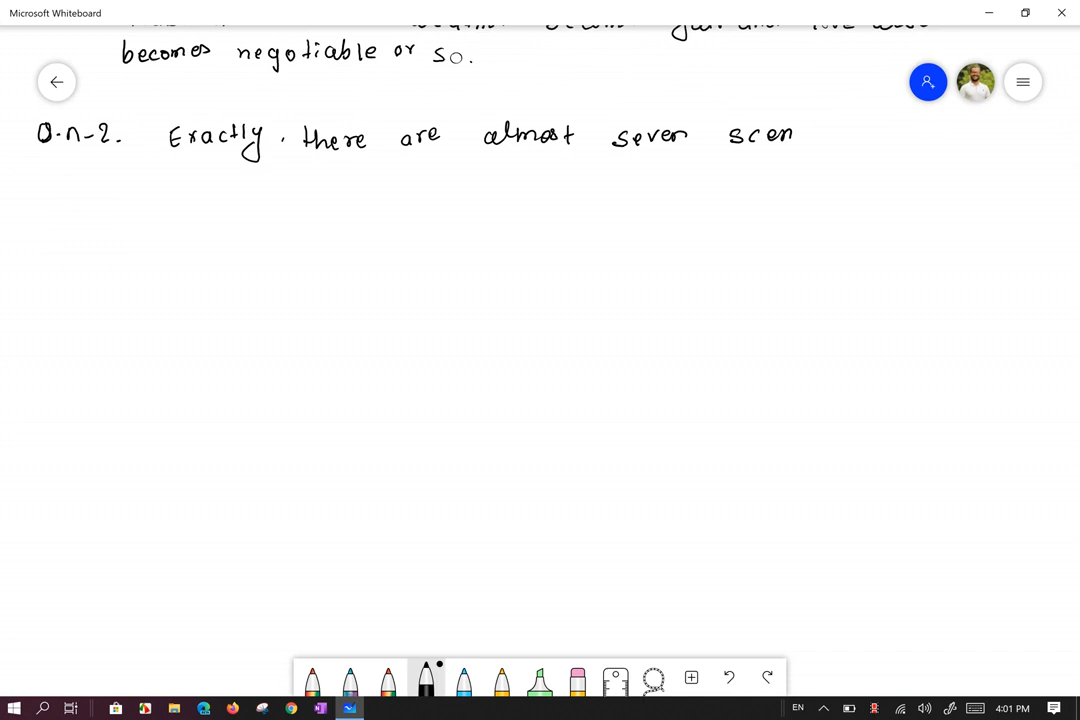 Microsoft Whiteboard
becomes negotiable or so.
Q.n-2. Exactly, there are almost seven scen
EN
4:01 PM